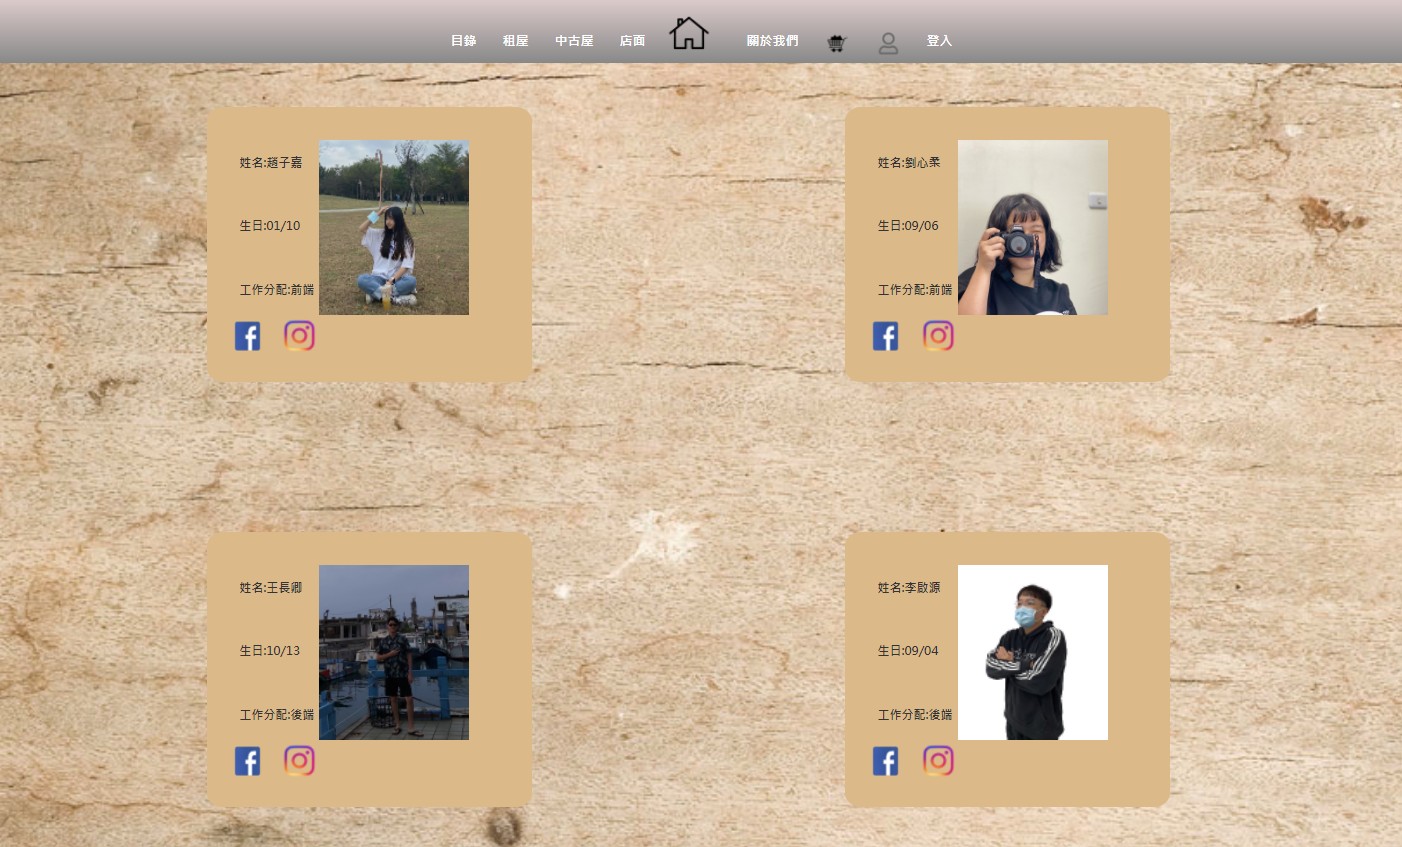 目錄 租屋 中古屋 店面 關於我們 登入
姓名:趙子嘉
生日:01/10
工作分配:前端
姓名:劉心柔
生日:09/06
工作分配:前端
姓名:王長卿
生日:10/13
工作分配:後端
姓名:李啟源
生日:09/04
工作分配:後端